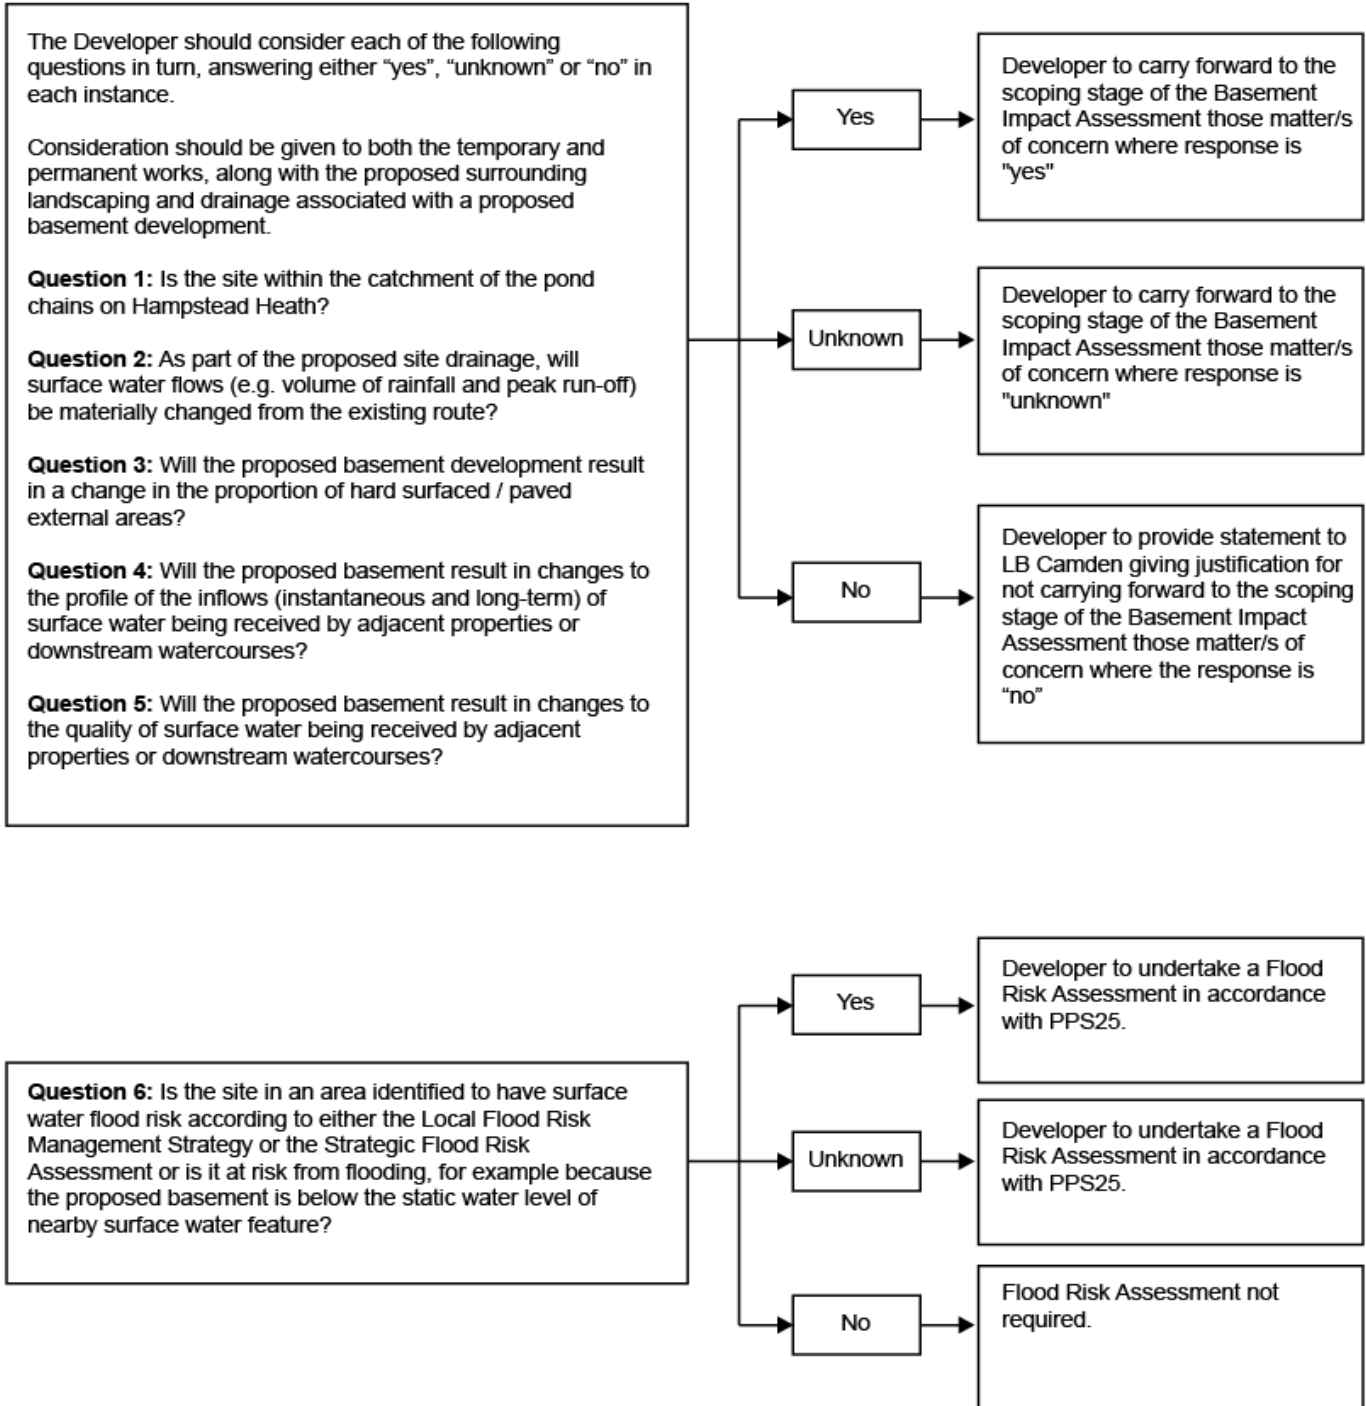 The Developer should consider each of the following
questions in turn, answering either “yes”, “unknown” or “no” in
each instance.
Consideration should be given to both the temporary and
permanent works, along with the proposed surrounding
landscaping and drainage associated with a proposed
basement development.
Question 1: Is the site within the catchment of the pond
chains on Hampstead Heath?
Question 2: As part of the proposed site drainage, will
surface water flows (e.g. volume of rainfall and peak run-off)
be materially changed from the existing route?
Question 3: Will the proposed basement development result
in a change in the proportion of hard surfaced / paved
external areas?
Question 4: Will the proposed basement result in changes to
the profile of the inflows (instantaneous and long-term) of
surface water being received by adjacent properties or
downstream watercourses?
Question 5: Will the proposed basement result in changes to
the quality of surface water being received by adjacent
properties or downstream watercourses?
Yes
Developer to carry forward to the
scoping stage of the Basement
Impact Assessment those matter/s
of concern where response is
"yes"
Unknown
Developer to carry forward to the
scoping stage of the Basement
Impact Assessment those matter/s
of concern where response is
"unknown"
No
Developer to provide statement to
LB Camden giving justification for
not carrying forward to the scoping
stage of the Basement Impact
Assessment those matter/s of
concern where the response is
“no”
Question 6: Is the site in an area identified to have surface
water flood risk according to either the Local Flood Risk
Management Strategy or the Strategic Flood Risk
Assessment or is it at risk from flooding, for example because
the proposed basement is below the static water level of
nearby surface water feature?
Yes
Developer to undertake a Flood
Risk Assessment in accordance
with PPS25.
Unknown
Developer to undertake a Flood
Risk Assessment in accordance
with PPS25.
No
Flood Risk Assessment not
required.